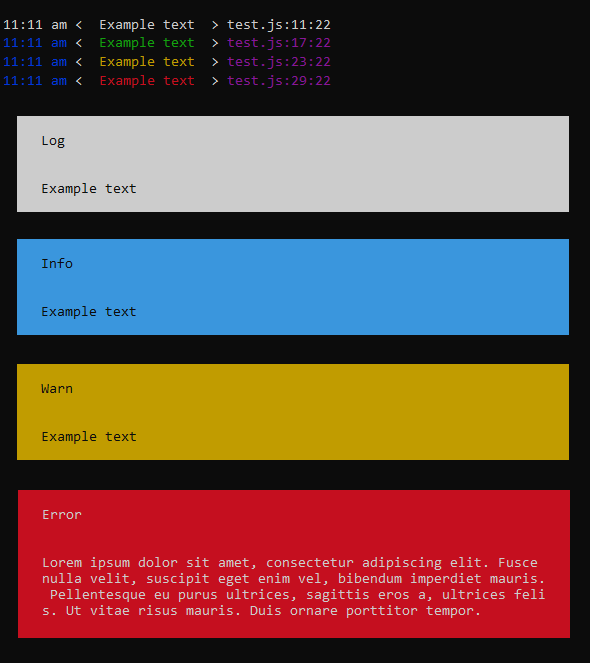 11:11 am <  Example text  > test.js:11:22
11:11 am <  Example text  > test.js:17:22
11:11 am <  Example text  > test.js:23:22
11:11 am <  Example text  > test.js:29:22
Log
Example text
Info
Example text
Warn
Example text
Error
Lorem ipsum dolor sit amet, consectetur adipiscing elit. Fusce
nulla velit, suscipit eget enim vel, bibendum imperdiet mauris.
 Pellentesque eu purus ultrices, sagittis eros a, ultrices feli
s. Ut vitae risus mauris. Duis ornare porttitor tempor.